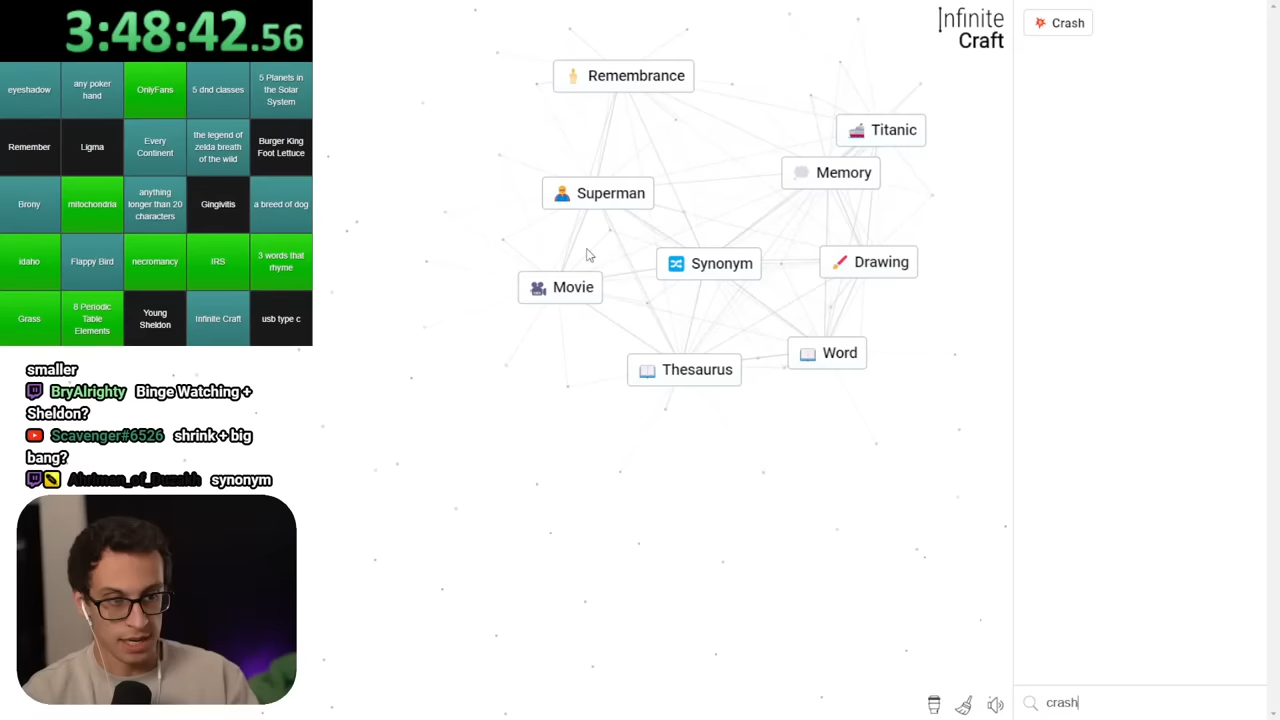 3:48:42.56
eyeshadow
any poker
hand
OnlyFans
5 dnd classes
5 Planets in
the Solar
System
Remember
Ligma
Every
Continent
the legend of
zelda breath
of the wild
Burger King
Foot Lettuce
Brony
mitochondria
anything
longer than 20
characters
Gingivitis
a breed of dog
Idaho
Flappy Bird
necromancy
IRS
3 words that
rhyme
Grass
8 Periodic
Table
Elements
Young
Sheldon
Infinite Craft
usb type c
smaller
BryAlrighty Binge Watching +
Sheldon?
Scavenger#6526 shrink + big
bang?
Ahriman_of_Duzakh synonym
Infinite
Craft
Remembrance
Titanic
Memory
Superman
Synonym
Drawing
Movie
Word
Thesaurus
Crash
crash